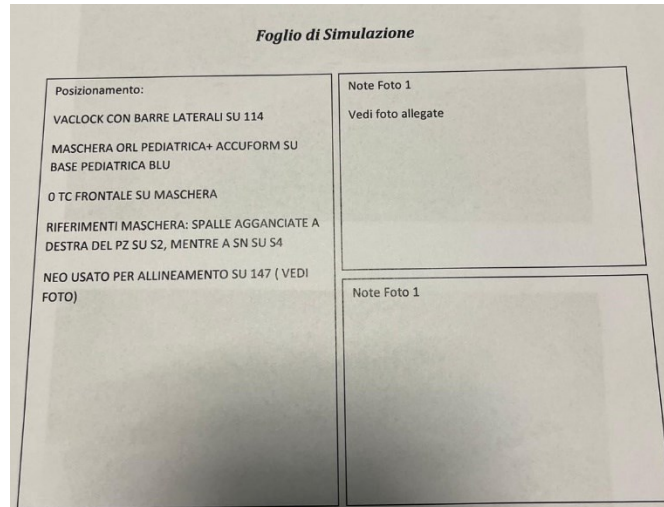 Foglio di Simulazione
Posizionamento:
VACLOCK CON BARRE LATERALI SU 114
MASCHERA ORL PEDIATRICA+ ACCUFORM SU
BASE PEDIATRICA BLU
0 TC FRONTALE SU MASCHERA
RIFERIMENTI MASCHERA: SPALLE AGGANCIATE A
DESTRA DEL PZ SU S2, MENTRE A SN SU S4
NEO USATO PER ALLINEAMENTO SU 147 ( VEDI
FOTO)
Note Foto 1
Vedi foto allegate
Note Foto 1